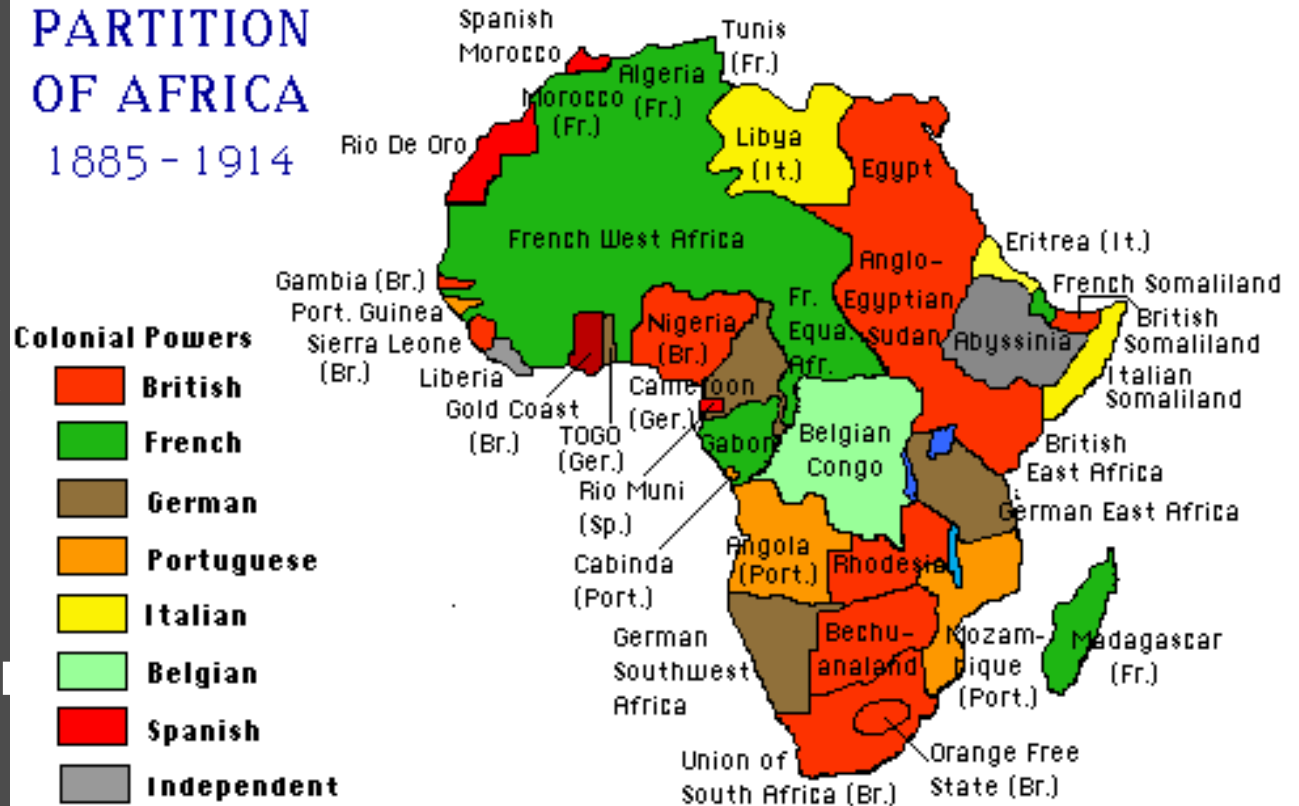 PARTITION
OF AFRICA
1885 - 1914
Spanish
Morocco
Tunis
(Fr.)
Algeria
(Fr.)
Morocco
(Fr.)
Rio De Oro
Libya
(It.)
Egypt
French West Africa
Eritrea (It.)
Anglo-
Egyptian
Sudan
Gambia (Br.)
Port. Guinea
Sierra Leone
(Br.)
Liberia
Gold Coast
(Br.)
TOGO
(Ger.)
Nigeria
(Br.)
Fr.
Equa.
Afr.
French Somaliland
British
Somaliland
Abyssinia
Italian
Somaliland
Cameroon
(Ger.)
Gabon
Rio Muni
(Sp.)
Cabinda
(Port.)
Belgian
Congo
British
East Africa
German East Africa
Angola
(Port.)
Rhodesia
German
Southwest
Africa
Bechu-
analand
Mozam-
bique
(Port.)
Madagascar
(Fr.)
Union of
South Africa (Br.)
Orange Free
State (Br.)
Colonial Powers
British
French
German
Portuguese
Italian
Belgian
Spanish
Independent